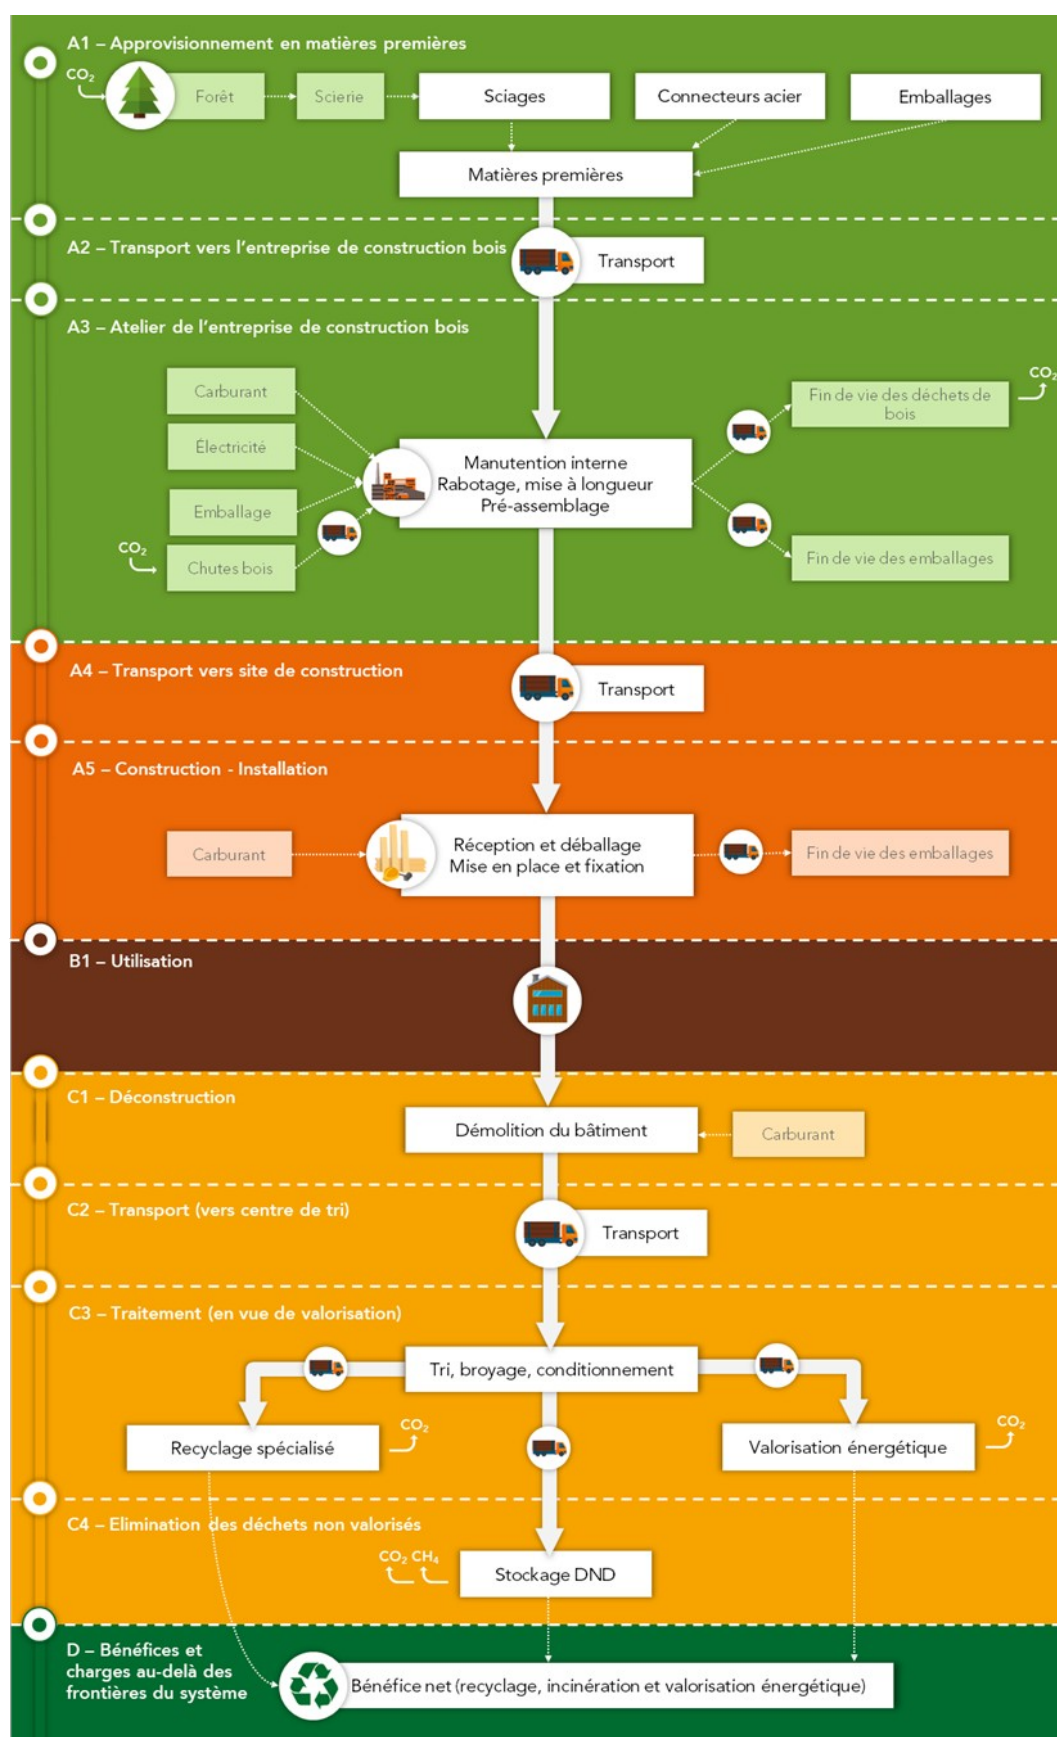 A1 – Approvisionnement en matières premières
CO₂
Forêt
Scierie
Sciages
Connecteurs acier
Emballages
Matières premières
A2 – Transport vers l'entreprise de construction bois
Transport
A3 – Atelier de l'entreprise de construction bois
Carburant
Électricité
Emballage
CO₂
Chutes bois
Manutention interne
Rabotage, mise à longueur
Pré-assemblage
CO₂
Fin de vie des déchets de
bois
Fin de vie des emballages
A4 – Transport vers site de construction
Transport
A5 – Construction - Installation
Carburant
Réception et déballage
Mise en place et fixation
Fin de vie des emballages
B1 – Utilisation
C1 – Déconstruction
Démolition du bâtiment
Carburant
C2 – Transport (vers centre de tri)
Transport
C3 – Traitement (en vue de valorisation)
Tri, broyage, conditionnement
Recyclage spécialisé
CO₂
Valorisation énergétique
CO₂
C4 – Elimination des déchets non valorisés
CO₂ CH₄
Stockage DND
D – Bénéfices et
charges au-delà des
frontières du système
Bénéfice net (recyclage, incinération et valorisation énergétique)